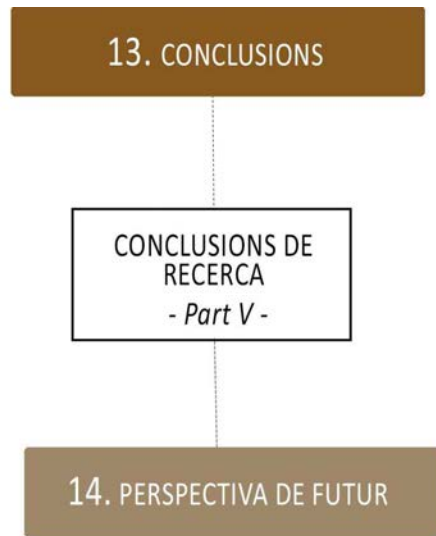 13. CONCLUSIONS
CONCLUSIONS DE
RECERCA
- Part V -
14. PERSPECTIVA DE FUTUR